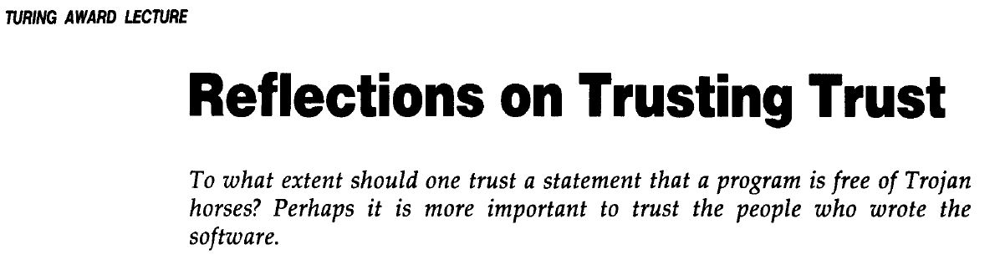 TURING AWARD LECTURE
Reflections on Trusting Trust
To what extent should one trust a statement that a program is free of Trojan
horses? Perhaps it is more important to trust the people who wrote the
software.